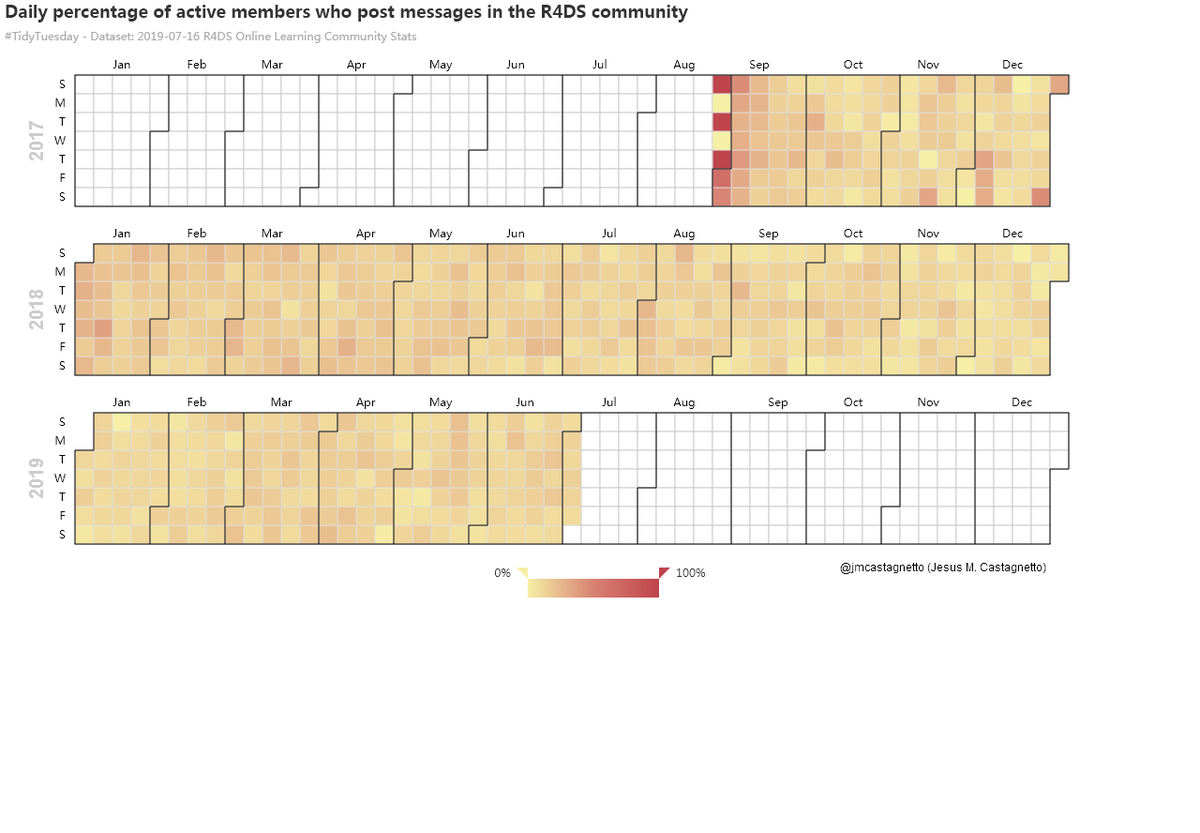 Daily percentage of active members who post messages in the R4DS community
#TidyTuesday - Dataset: 2019-07-16 R4DS Online Learning Community Stats
Jan Feb Mar Apr May Jun Jul Aug Sep Oct Nov Dec
2017
S
M
T
W
T
F
S
Jan Feb Mar Apr May Jun Jul Aug Sep Oct Nov Dec
2018
S
M
T
W
T
F
S
Jan Feb Mar Apr May Jun Jul Aug Sep Oct Nov Dec
2019
S
M
T
W
T
F
S
0% 100%
@jmcastagnetto (Jesus M. Castagnetto)